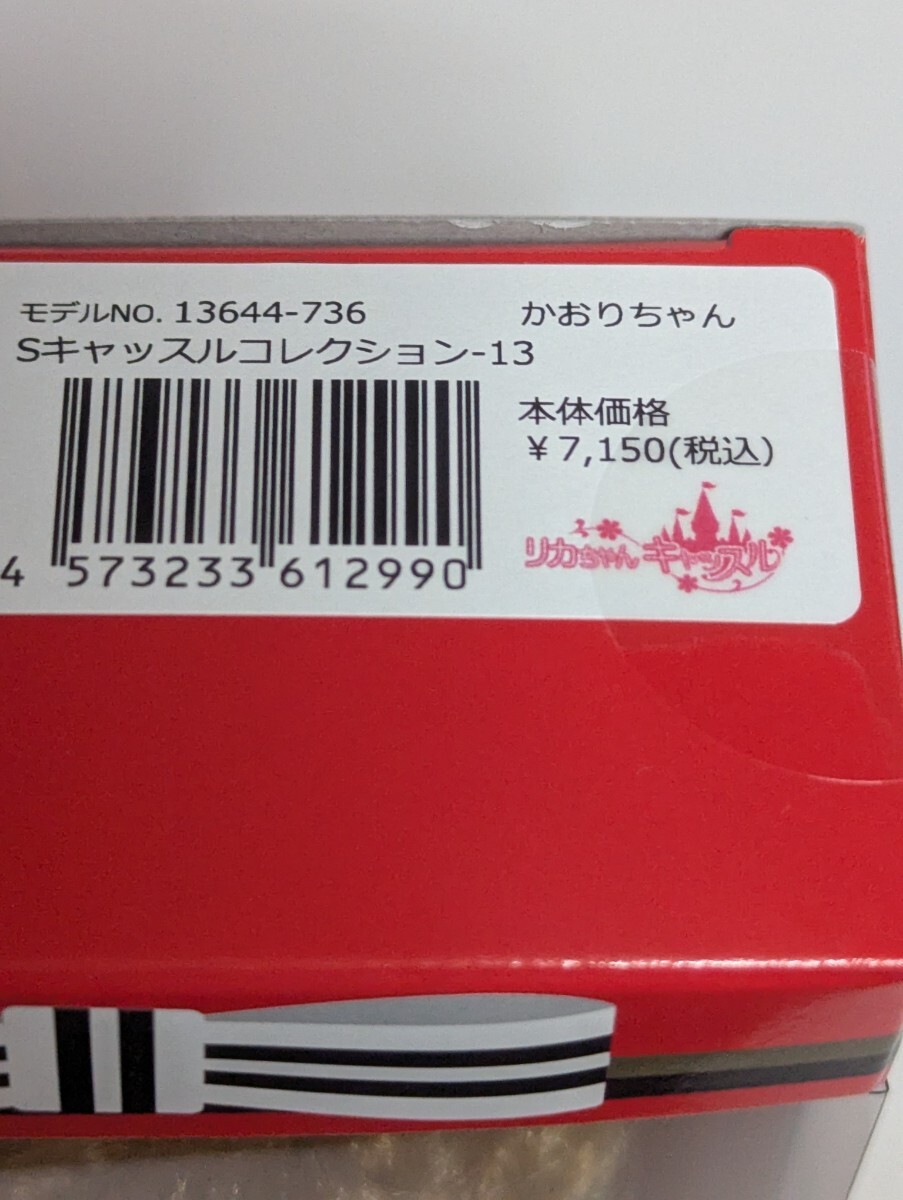 モデルNO. 13644-736 かおりちゃん
Sキャッスルコレクション-13
本体価格
¥7,150(税込)
4 573233 612990
リカちゃんキャッスル